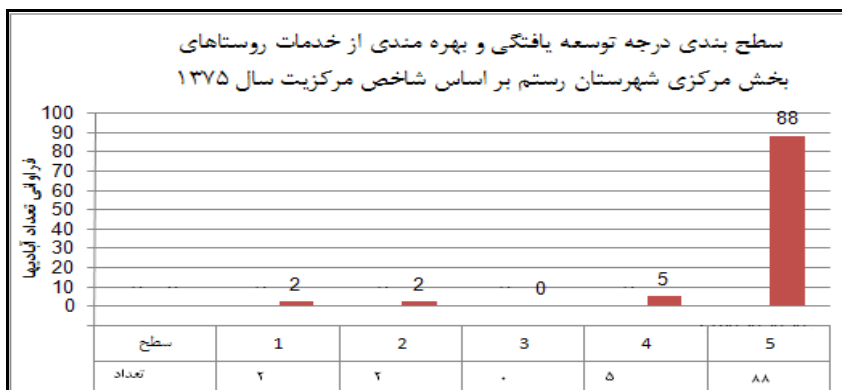 سطح بندی درجه توسعه یافتگی و بهره مندی از خدمات روستاهای
بخش مرکزی شهرستان رستم بر اساس شاخص مرکزیت سال ۱۳۷۵
فراوانی تعداد آبادیها
100
90
80
70
60
50
40
30
20
10
0
2 2 0 5 88
سطح 1 2 3 4 5
تعداد ۲ ۲ ۰ ۵ ۸۸